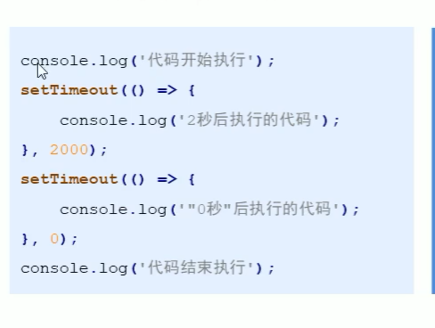 console.log('代码开始执行');
setTimeout(() => {
    console.log('2秒后执行的代码');
}, 2000);
setTimeout(() => {
    console.log('"0秒"后执行的代码');
}, 0);
console.log('代码结束执行');